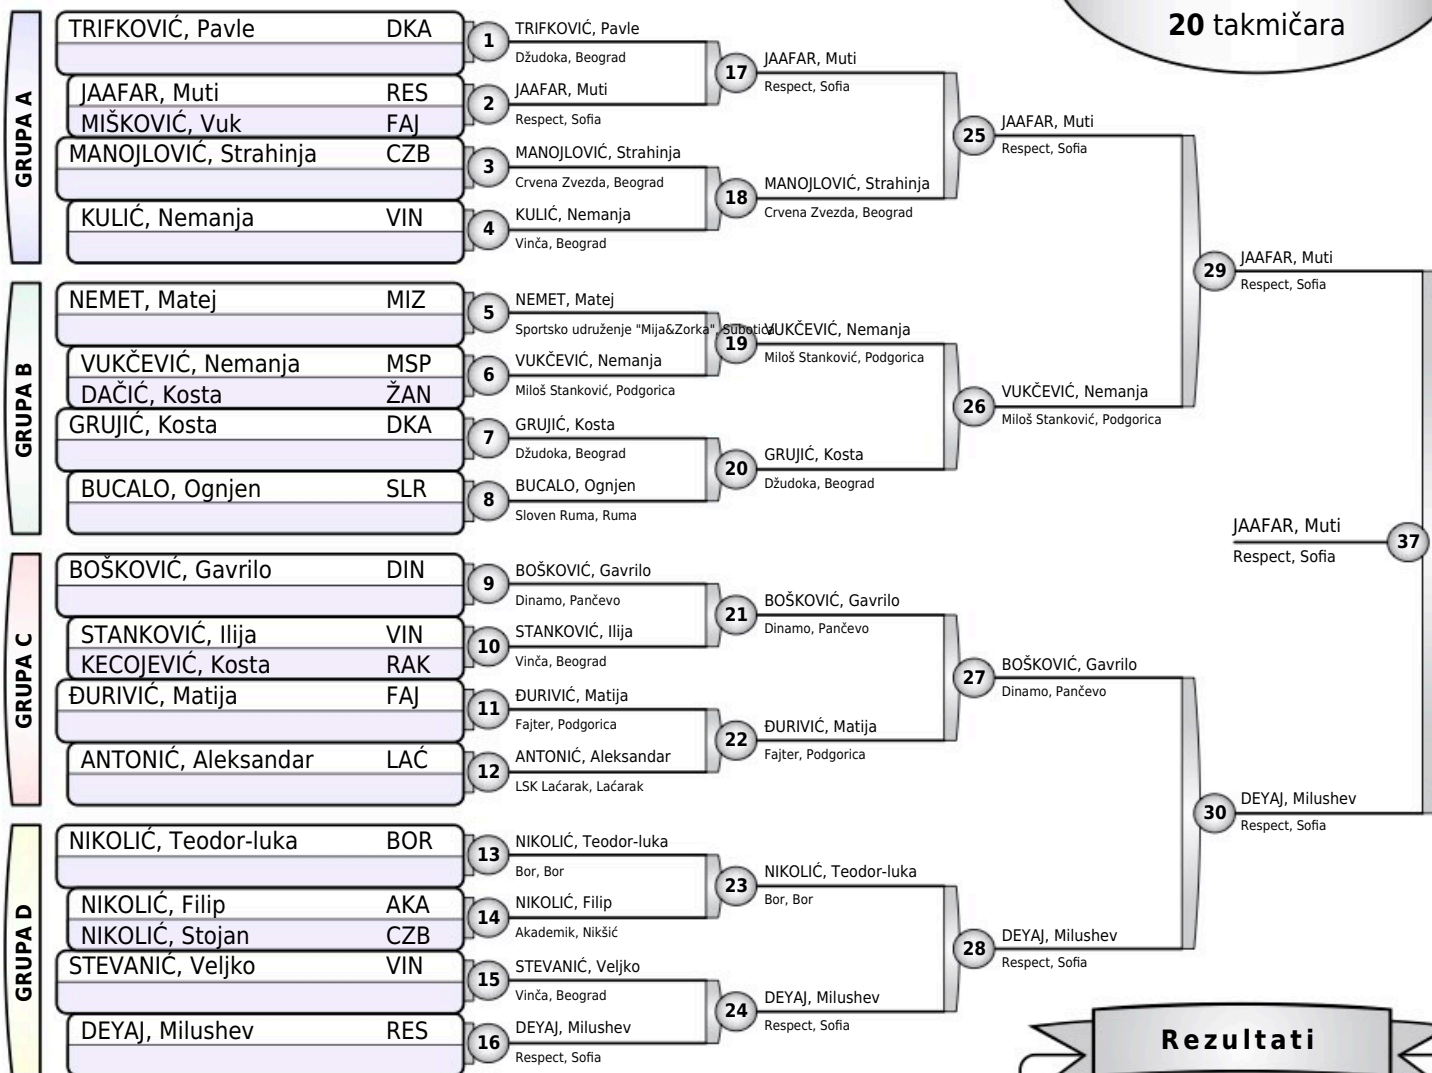 20 takmičara
GRUPA A
TRIFKOVIĆ, Pavle DKA
JAAFAR, Muti RES
MIŠKOVIĆ, Vuk FAJ
MANOJLOVIĆ, Strahinja CZB
KULIĆ, Nemanja VIN
GRUPA B
NEMET, Matej MIZ
VUKČEVIĆ, Nemanja MSP
DAČIĆ, Kosta ŽAN
GRUJIĆ, Kosta DKA
BUCALO, Ognjen SLR
GRUPA C
BOŠKOVIĆ, Gavrilo DIN
STANKOVIĆ, Ilija VIN
KECOJEVIĆ, Kosta RAK
ĐURIVIĆ, Matija FAJ
ANTONIĆ, Aleksandar LAĆ
GRUPA D
NIKOLIĆ, Teodor-luka BOR
NIKOLIĆ, Filip AKA
NIKOLIĆ, Stojan CZB
STEVANIĆ, Veljko VIN
DEYAJ, Milushev RES
1 TRIFKOVIĆ, Pavle
Džudoka, Beograd
2 JAAFAR, Muti
Respect, Sofia
3 MANOJLOVIĆ, Strahinja
Crvena Zvezda, Beograd
4 KULIĆ, Nemanja
Vinča, Beograd
5 NEMET, Matej
Sportsko udruženje "Mija&Zorka", Subotica
6 VUKČEVIĆ, Nemanja
Miloš Stanković, Podgorica
7 GRUJIĆ, Kosta
Džudoka, Beograd
8 BUCALO, Ognjen
Sloven Ruma, Ruma
9 BOŠKOVIĆ, Gavrilo
Dinamo, Pančevo
10 STANKOVIĆ, Ilija
Vinča, Beograd
11 ĐURIVIĆ, Matija
Fajter, Podgorica
12 ANTONIĆ, Aleksandar
LSK Laćarak, Laćarak
13 NIKOLIĆ, Teodor-luka
Bor, Bor
14 NIKOLIĆ, Filip
Akademik, Nikšić
15 STEVANIĆ, Veljko
Vinča, Beograd
16 DEYAJ, Milushev
Respect, Sofia
17 JAAFAR, Muti
Respect, Sofia
18 MANOJLOVIĆ, Strahinja
Crvena Zvezda, Beograd
19 VUKČEVIĆ, Nemanja
Miloš Stanković, Podgorica
20 GRUJIĆ, Kosta
Džudoka, Beograd
21 BOŠKOVIĆ, Gavrilo
Dinamo, Pančevo
22 ĐURIVIĆ, Matija
Fajter, Podgorica
23 NIKOLIĆ, Teodor-luka
Bor, Bor
24 DEYAJ, Milushev
Respect, Sofia
25 JAAFAR, Muti
Respect, Sofia
26 VUKČEVIĆ, Nemanja
Miloš Stanković, Podgorica
27 BOŠKOVIĆ, Gavrilo
Dinamo, Pančevo
28 DEYAJ, Milushev
Respect, Sofia
29 JAAFAR, Muti
Respect, Sofia
30 DEYAJ, Milushev
Respect, Sofia
JAAFAR, Muti 37
Respect, Sofia
Rezultati